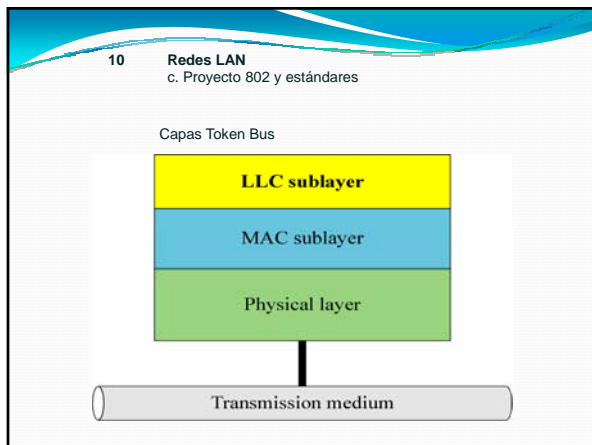 10 Redes LAN
c. Proyecto 802 y estándares
Capas Token Bus
LLC sublayer
MAC sublayer
Physical layer
Transmission medium